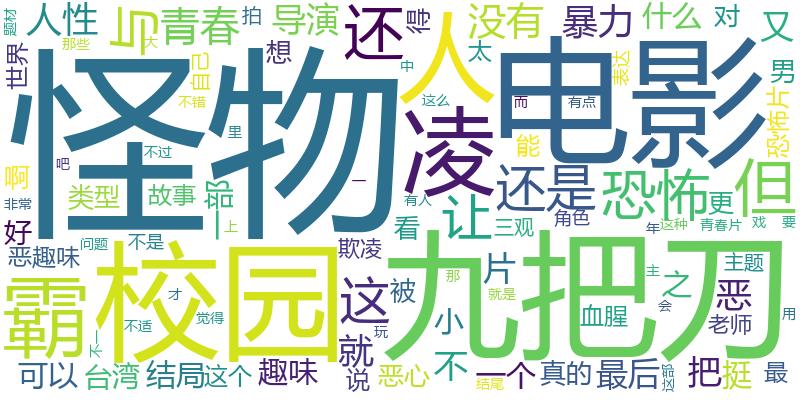 题材
人性
那些
与
大
青春
拍
导演
想
还
得
中
人
太
没有
这么
暴力
而
有点
什么
表达
对
又
男
世界
自己
不错
怪物
电影
恐怖片
能
里
吧
不过
凌
一
啊
非常
类型
故事
一部
上
有人
看
让
还是
三观
角色
恐怖
更
但
年
这种
青春片
戏
要
好
恶趣味
问题
不是
欺凌
霸
校园
这
被
九把刀
那
片
就是
小
不
血腥
之
主
会
主题
恶
老师
用
不一
不适
才
觉得
就
玩
说
可以
台湾
结局
这个
趣味
恶心
结尾
一个
真的
最后
这部
把
挺
最